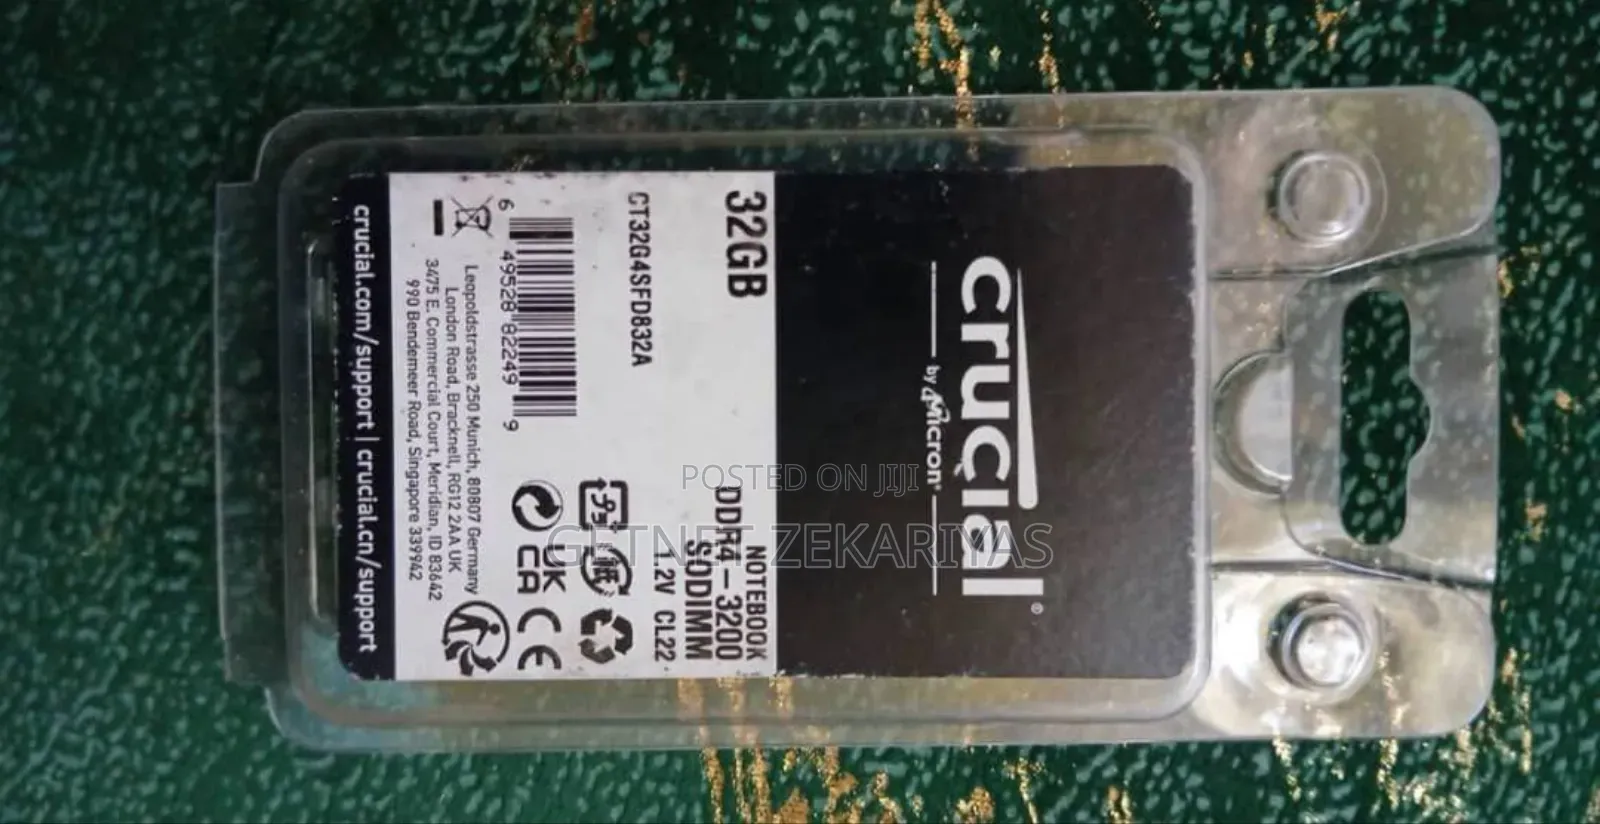 crucial®
by Micron®
32GB
CT32G4SFD832A
NOTEBOOK
DDR4-3200
SODIMM
1.2V CL22
6 49528 82249 9
Leopoldstrasse 250 Munich, 80807 Germany
London Road, Bracknell, RG12 2AA UK
3475 E. Commercial Court, Meridian, ID 83642
990 Bendemeer Road, Singapore 339942
UK
CA
CE
紙
crucial.com/support | crucial.cn/support
POSTED ON JIJI
GETNET ZEKARIYAS